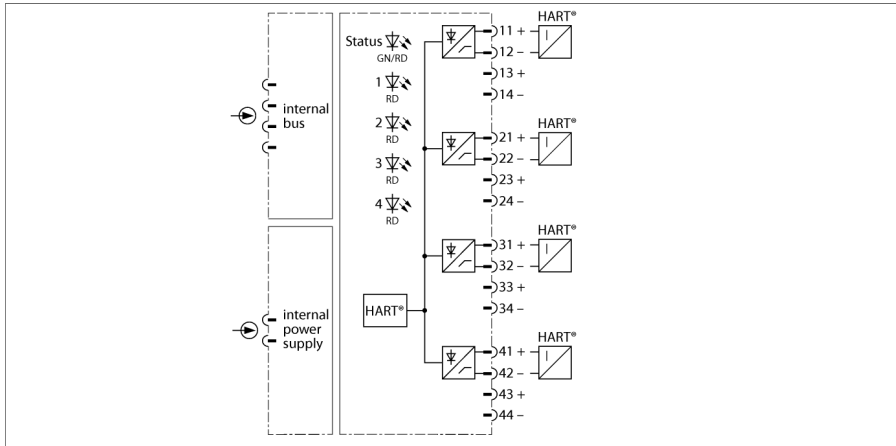 Status
GN/RD
1
RD
2
RD
3
RD
4
RD
internal
bus
internal
power
supply
HART®
HART®
11 +
12 –
13 +
14 –
HART®
21 +
22 –
23 +
24 –
HART®
31 +
32 –
33 +
34 –
HART®
41 +
42 –
43 +
44 –